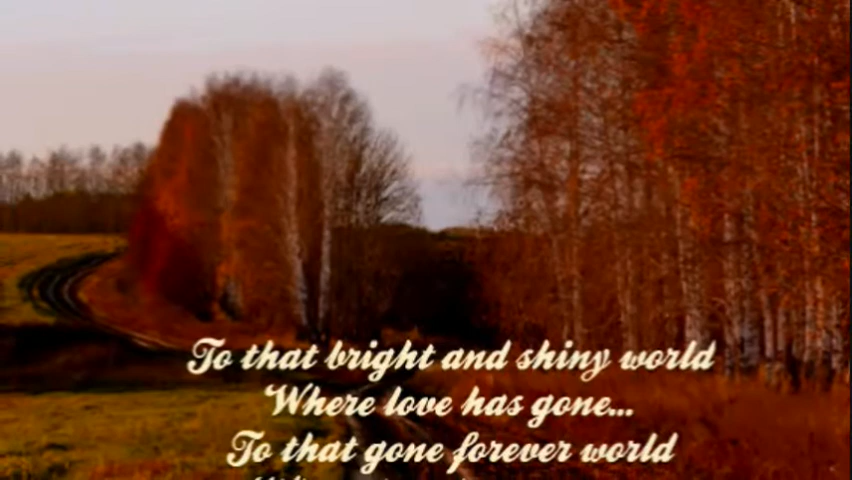 To that bright and shiny world
Where love has gone...
To that gone forever world